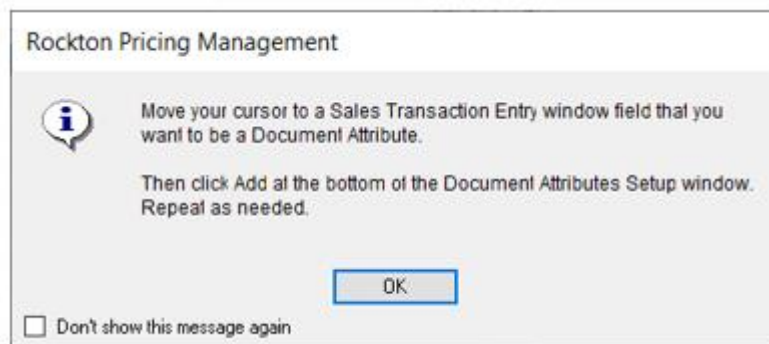 Rockton Pricing Management
Move your cursor to a Sales Transaction Entry window field that you
want to be a Document Attribute.
Then click Add at the bottom of the Document Attributes Setup window.
Repeat as needed.
OK
Don't show this message again